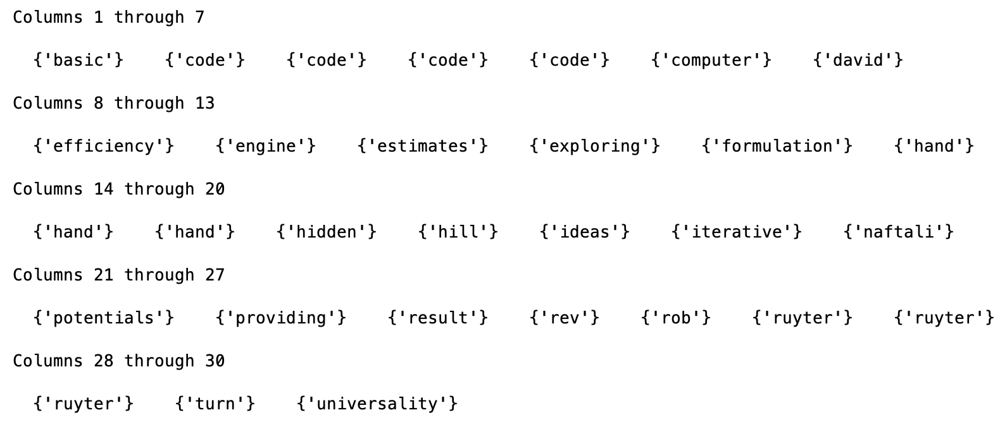 Columns 1 through 7
{'basic'}    {'code'}    {'code'}    {'code'}    {'code'}    {'computer'}    {'david'}
Columns 8 through 13
{'efficiency'}    {'engine'}    {'estimates'}    {'exploring'}    {'formulation'}    {'hand'}
Columns 14 through 20
{'hand'}    {'hand'}    {'hidden'}    {'hill'}    {'ideas'}    {'iterative'}    {'naftali'}
Columns 21 through 27
{'potentials'}    {'providing'}    {'result'}    {'rev'}    {'rob'}    {'ruyter'}    {'ruyter'}
Columns 28 through 30
{'ruyter'}    {'turn'}    {'universality'}